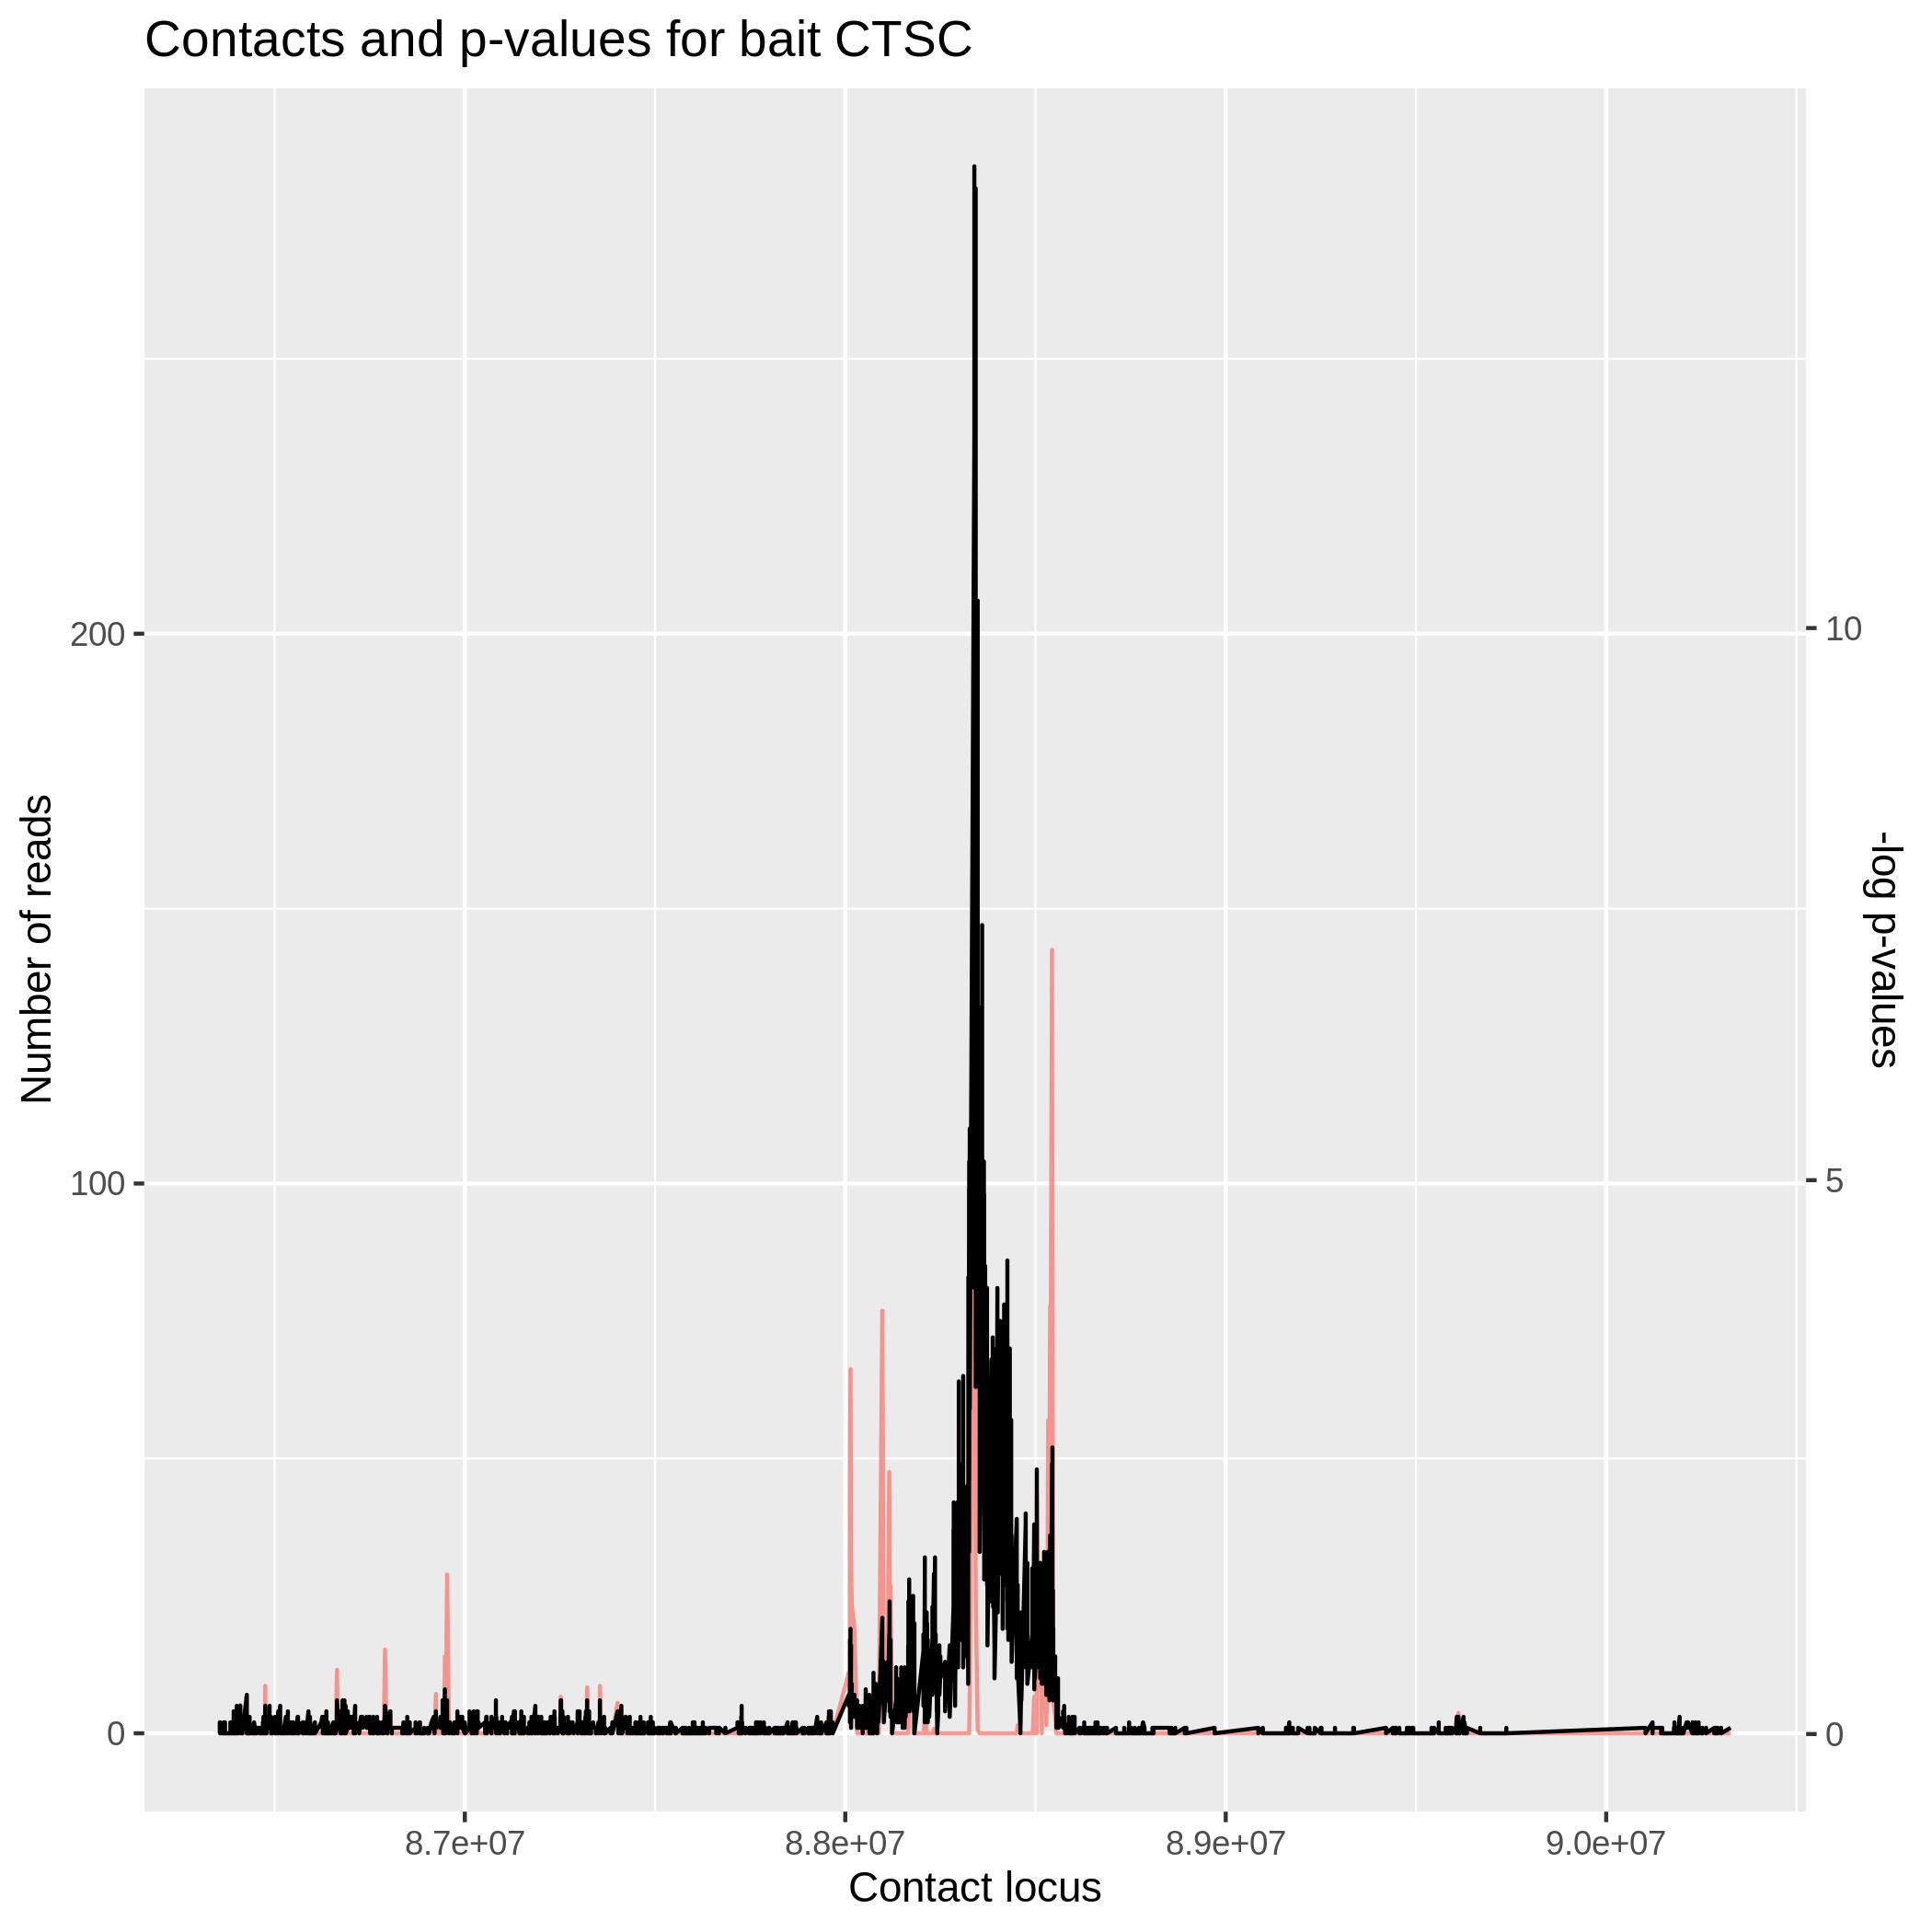 Contacts and p-values for bait CTSC
Number of reads
200
100
0
10
5
0
-log p-values
8.7e+07 8.8e+07 8.9e+07 9.0e+07
Contact locus